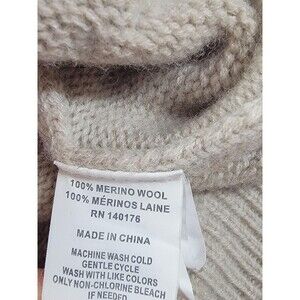 100% MERINO WOOL
100% MÉRINOS LAINE
RN 140176
MADE IN CHINA
MACHINE WASH COLD
GENTLE CYCLE
WASH WITH LIKE COLORS
ONLY NON-CHLORINE BLEACH
IF NEEDED